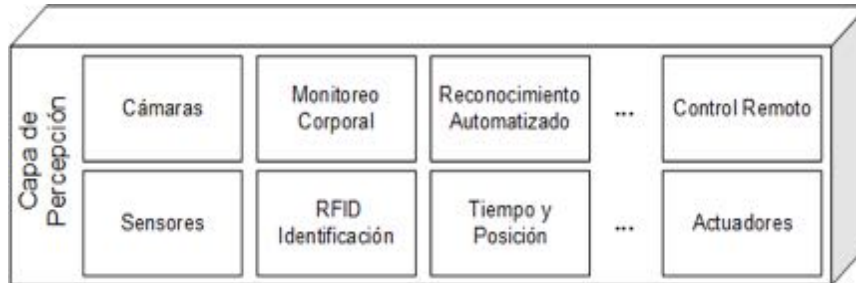 Capa de
Percepción
Cámaras
Monitoreo
Corporal
Reconocimiento
Automatizado
...
Control Remoto
Sensores
RFID
Identificación
Tiempo y
Posición
...
Actuadores